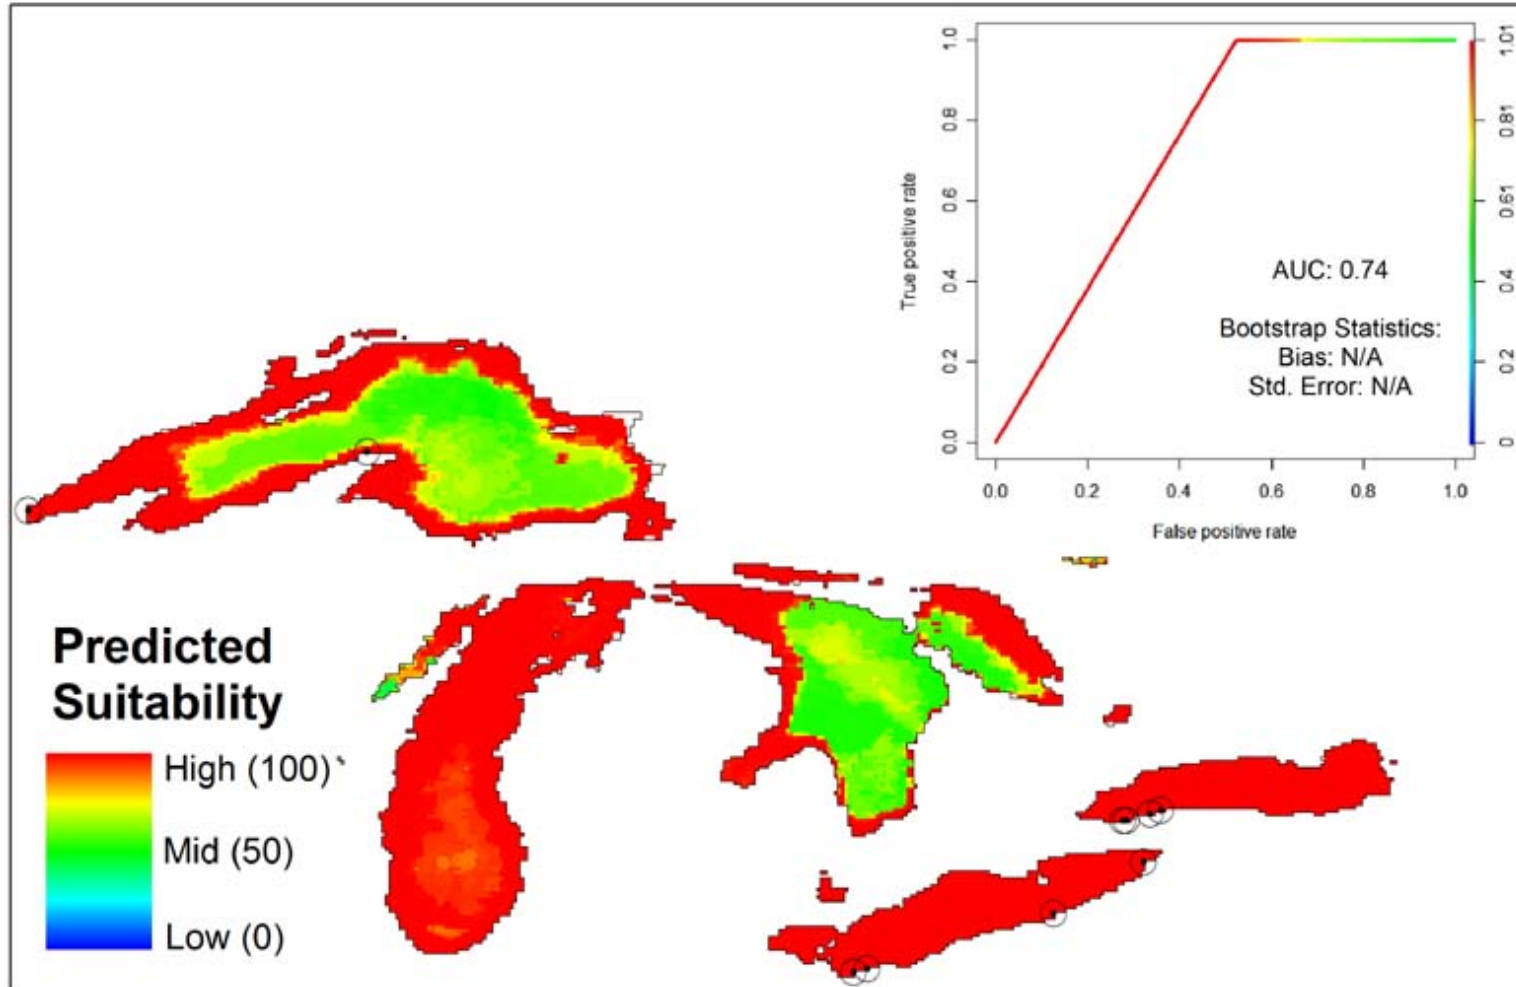 1.0
0.8
0.6
0.4
0.2
0.0
True positive rate
AUC: 0.74
Bootstrap Statistics:
Bias: N/A
Std. Error: N/A
1.01
0.81
0.61
0.4
0.2
0
0.0 0.2 0.4 0.6 0.8 1.0
False positive rate
Predicted
Suitability
High (100)
Mid (50)
Low (0)